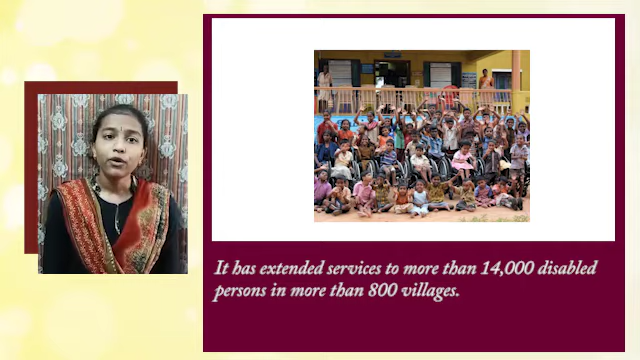 It has extended services to more than 14,000 disabled
persons in more than 800 villages.